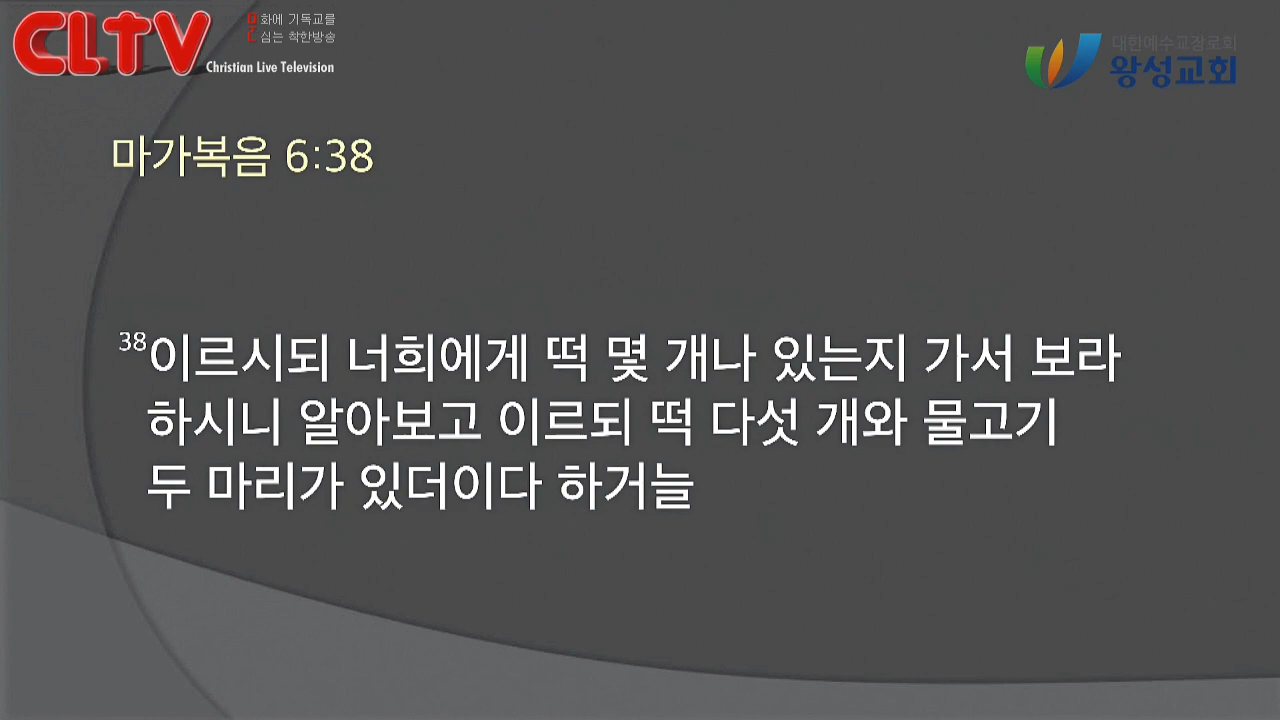 CLTV
화에 기독교를
심는 착한방송
Christian Live Television
대한예수교장로회
왕성교회
마가복음 6:38
38이르시되 너희에게 떡 몇 개나 있는지 가서 보라
하시니 알아보고 이르되 떡 다섯 개와 물고기
두 마리가 있더이다 하거늘